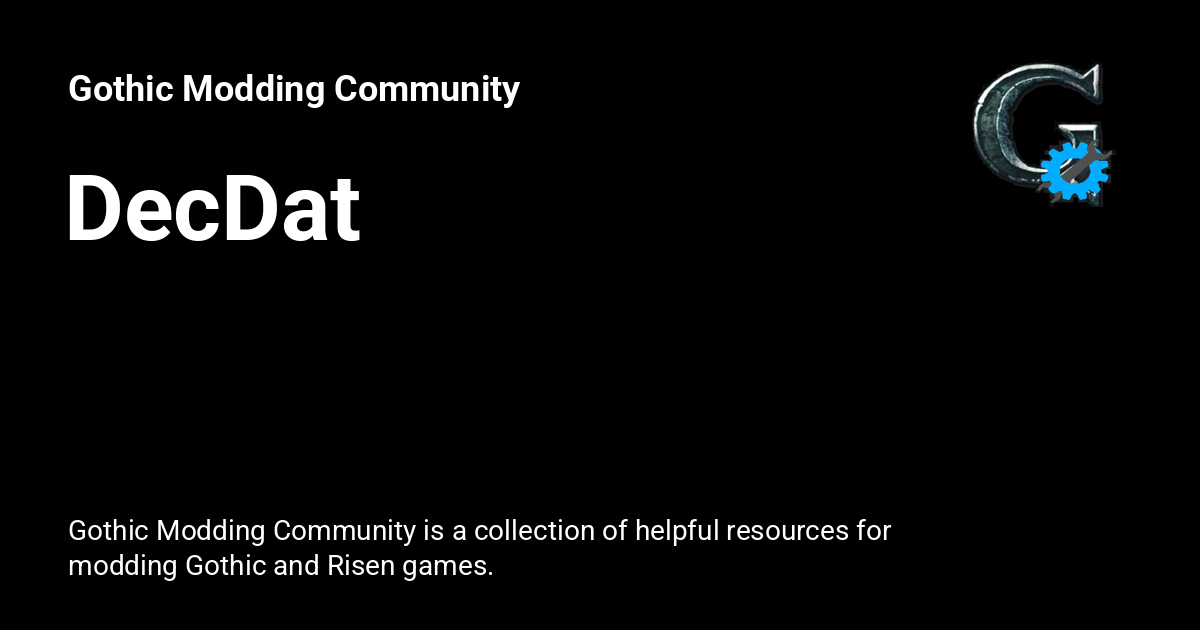 Gothic Modding Community
DecDat
Gothic Modding Community is a collection of helpful resources for
modding Gothic and Risen games.